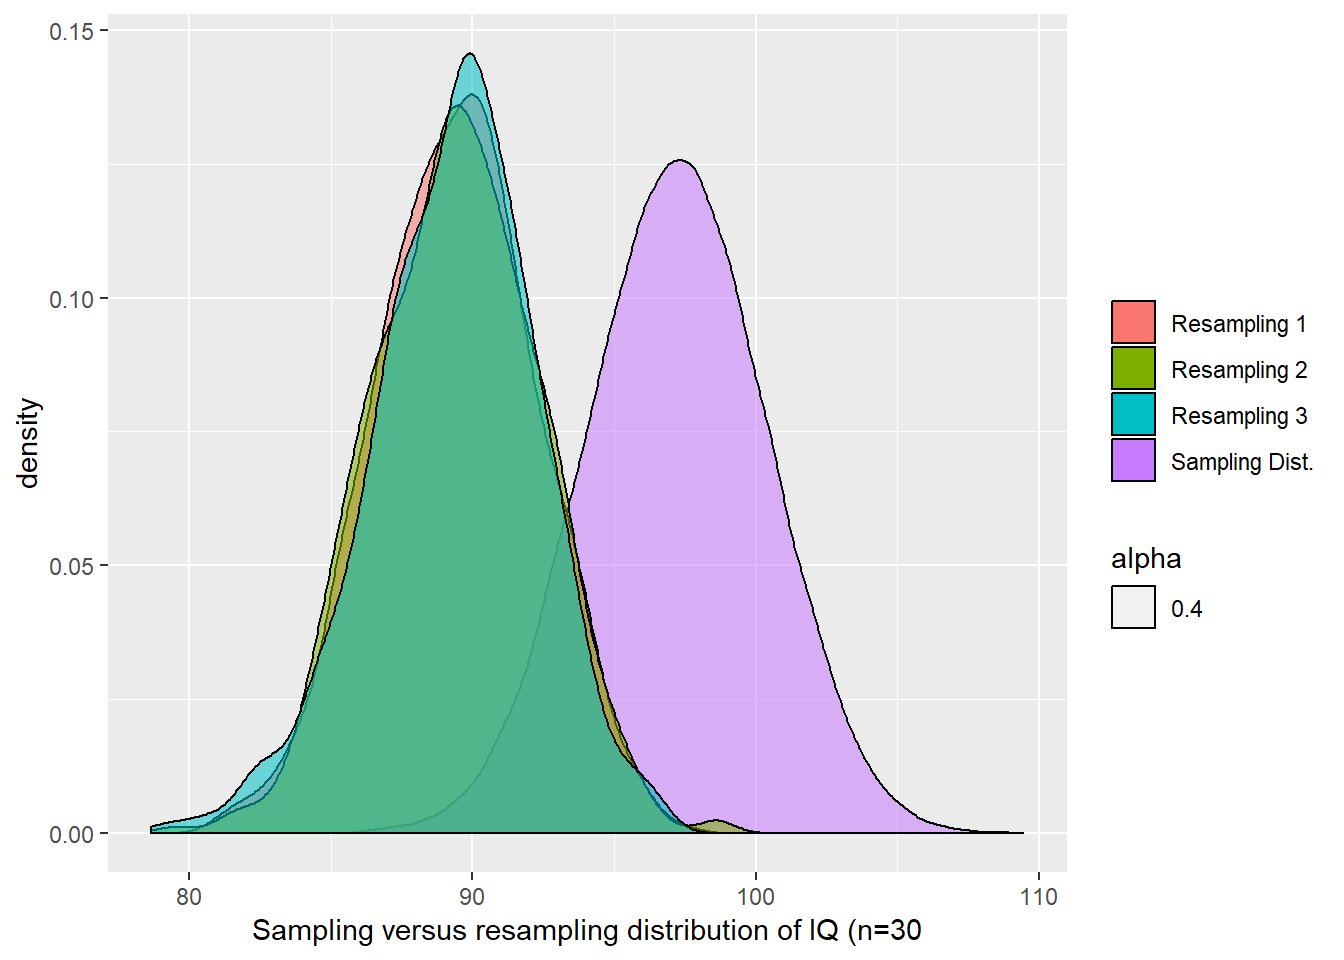 0.15
0.10
0.05
0.00
density
80 90 100 110
Sampling versus resampling distribution of IQ (n=30
Resampling 1
Resampling 2
Resampling 3
Sampling Dist.
alpha
0.4